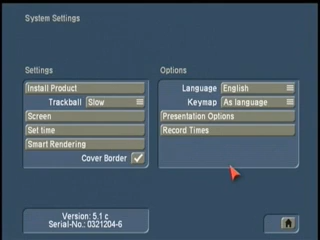 System Settings
Settings
Install Product
Trackball Slow
Screen
Set time
Smart Rendering
Cover Border
Options
Language English
Keymap As language
Presentation Options
Record Times
Version: 5.1 c
Serial-No.: 0321204-6